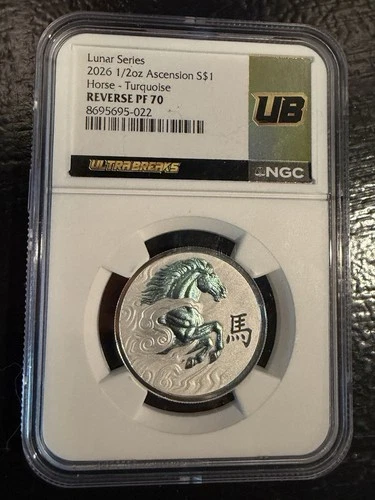 Lunar Series
2026 1/2oz Ascension S$1
Horse - Turquoise
REVERSE PF 70
8695695-022
UB
ULTRABREAKS
NGC
馬